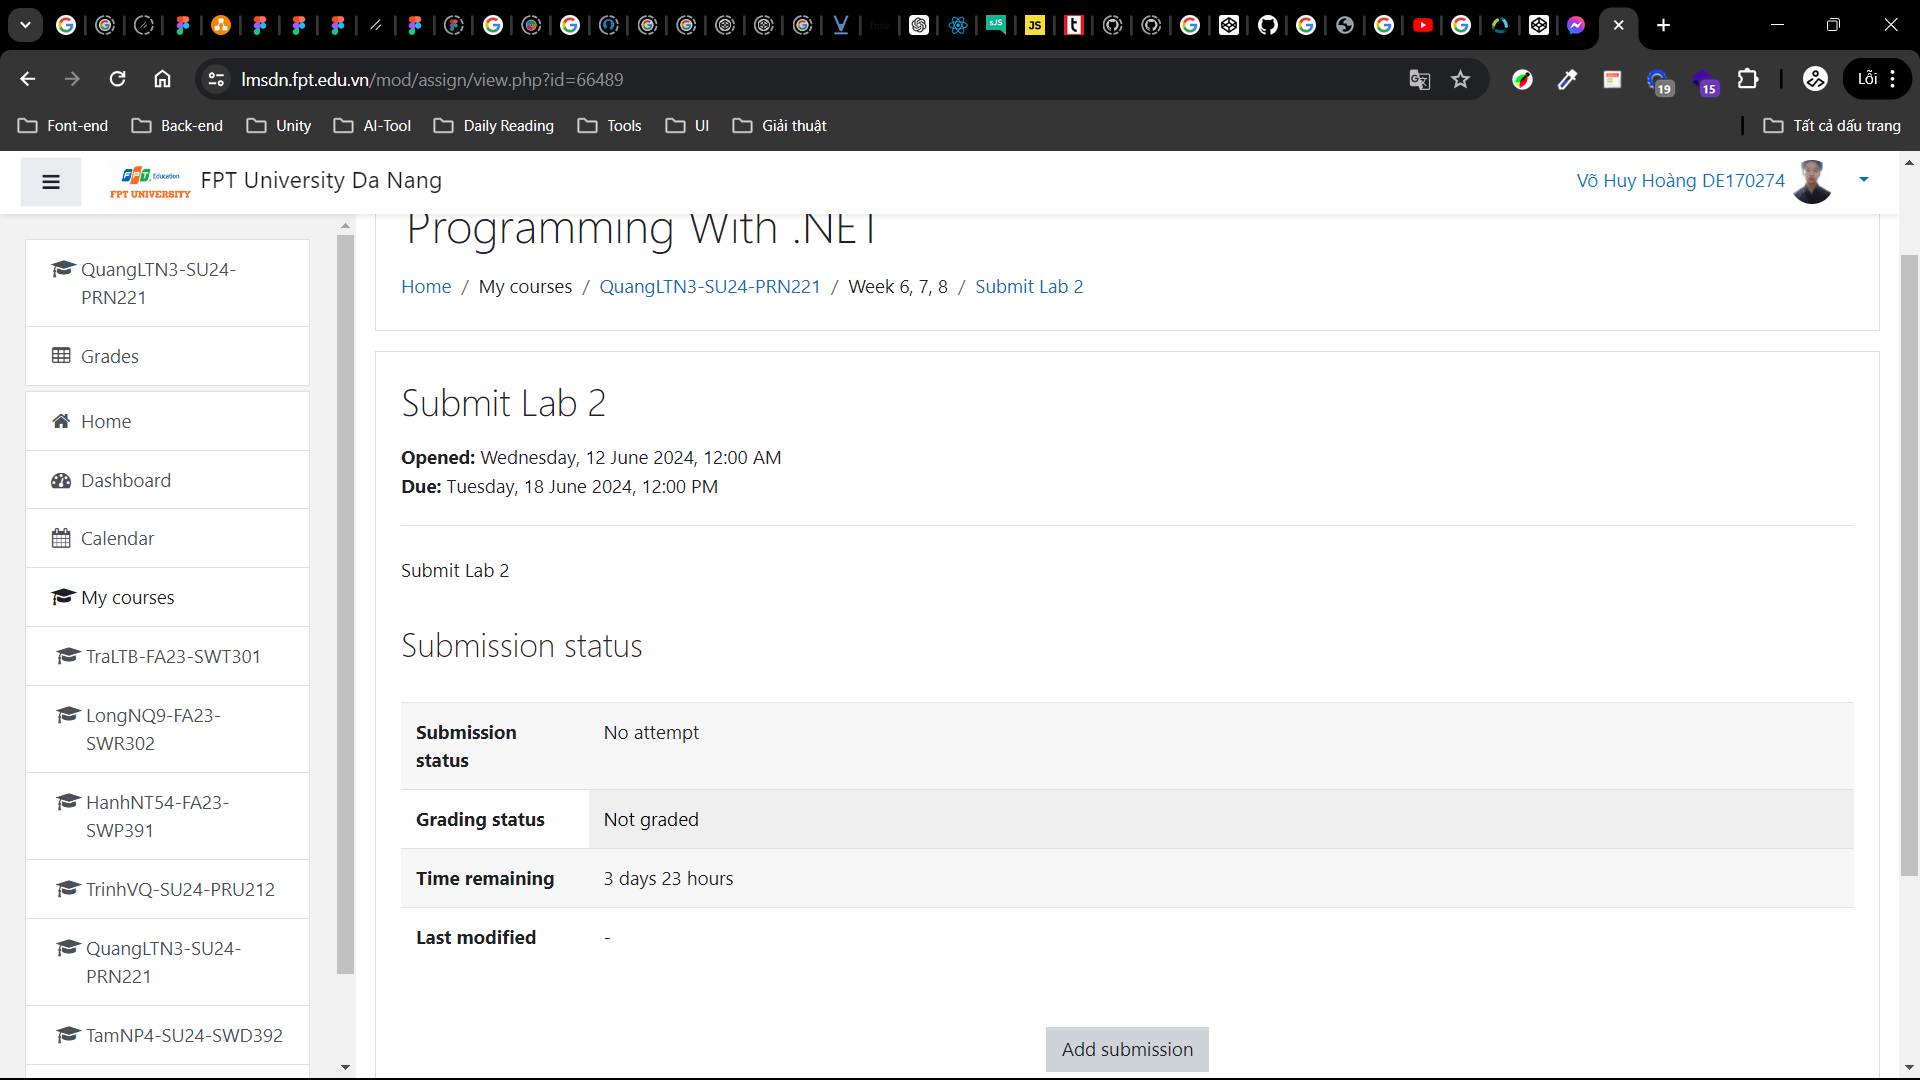 lmsdn.fpt.edu.vn/mod/assign/view.php?id=66489
19
15
Lỗi
Font-end
Back-end
Unity
AI-Tool
Daily Reading
Tools
UI
Giải thuật
Tất cả dấu trang
FPT Education
FPT UNIVERSITY
FPT University Da Nang
Võ Huy Hoàng DE170274
QuangLTN3-SU24-
PRN221
Grades
Home
Dashboard
Calendar
My courses
TraLTB-FA23-SWT301
LongNQ9-FA23-
SWR302
HanhNT54-FA23-
SWP391
TrinhVQ-SU24-PRU212
QuangLTN3-SU24-
PRN221
TamNP4-SU24-SWD392
Programming With .NET
Home / My courses / QuangLTN3-SU24-PRN221 / Week 6, 7, 8 / Submit Lab 2
Submit Lab 2
Opened: Wednesday, 12 June 2024, 12:00 AM
Due: Tuesday, 18 June 2024, 12:00 PM
Submit Lab 2
Submission status
Submission
status
No attempt
Grading status
Not graded
Time remaining
3 days 23 hours
Last modified
-
Add submission